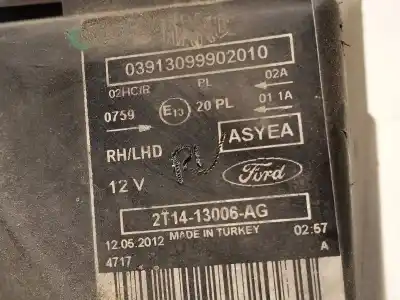 03913099902010
02HC/R PL 02A
0759 E13 20 PL 01 1A
ASYEA
RH/LHD
12 V Ford
2T14-13006-AG
12.05.2012 MADE IN TURKEY 02:57
4717 A